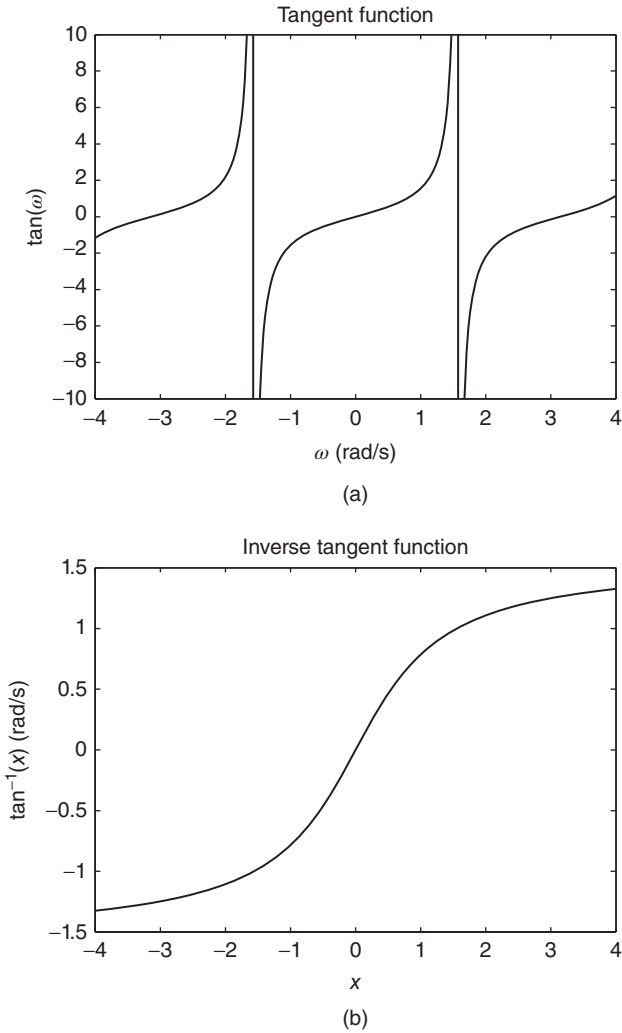 Tangent function
10
8
6
4
2
0
−2
−4
−6
−8
−10
tan(ω)
−4 −3 −2 −1 0 1 2 3 4
ω (rad/s)
(a)
Inverse tangent function
1.5
1
0.5
0
−0.5
−1
−1.5
tan−1(x) (rad/s)
−4 −3 −2 −1 0 1 2 3 4
x
(b)